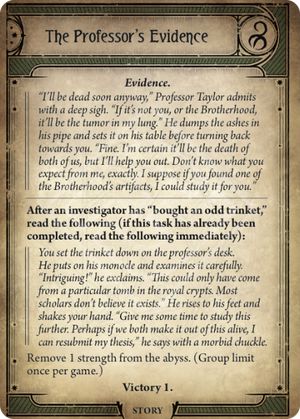 The Professor's Evidence
Evidence.
"I'll be dead soon anyway," Professor Taylor admits
with a deep sigh. "If it's not you, or the Brotherhood,
it'll be the tumor in my lung." He dumps the ashes in
his pipe and sets it on his table before turning back
towards you. "Fine. I'm certain it'll be the death of
both of us, but I'll help you out. Don't know what you
expect from me, exactly. I suppose if you found one of
the Brotherhood's artifacts, I could study it for you."
After an investigator has "bought an odd trinket,"
read the following (if this task has already been
completed, read the following immediately):
You set the trinket down on the professor's desk.
He puts on his monocle and examines it carefully.
"Intriguing!" he exclaims. "This could only have come
from a particular tomb in the royal crypts. Most
scholars don't believe it exists." He rises to his feet and
shakes your hand. "Give me some time to study this
further. Perhaps if we both make it out of this alive, I
can resubmit my thesis," he says with a morbid chuckle.
Remove 1 strength from the abyss. (Group limit
once per game.)
Victory 1.
STORY